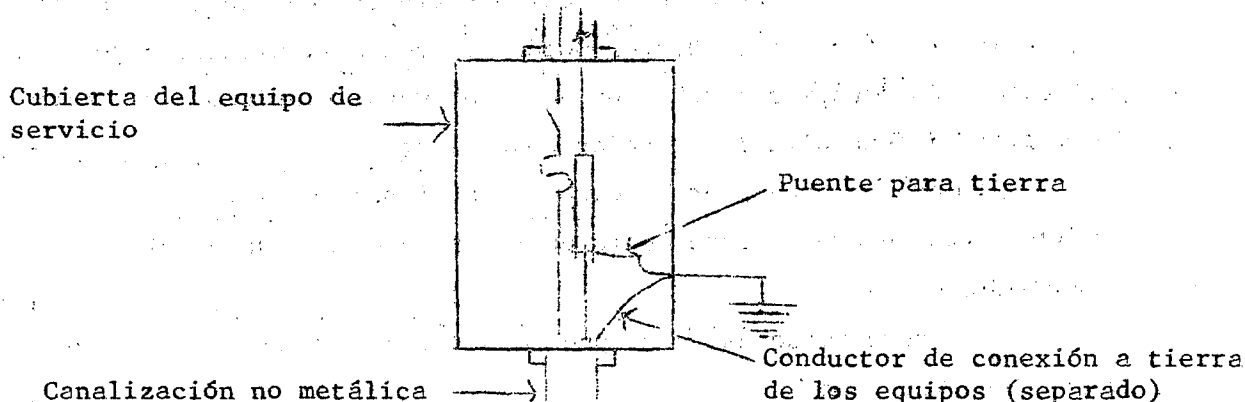 Cubierta del equipo de
servicio
Puente para tierra
Conductor de conexión a tierra
de los equipos (separado)
Canalización no metálica